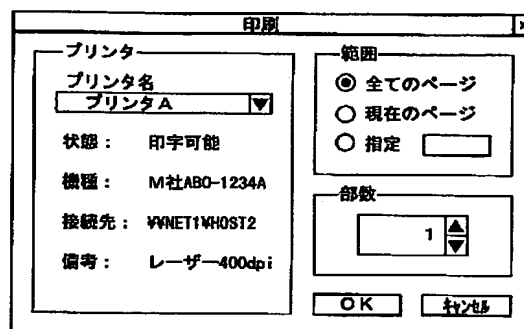 印刷
プリンタ
プリンタ名
プリンタA
状態： 印字可能
機種： M社ABO-1234A
接続先： ¥¥NET1¥HOST2
備考： レーザー400dpi
範囲
全てのページ
現在のページ
指定
部数
1
OK
キャンセル